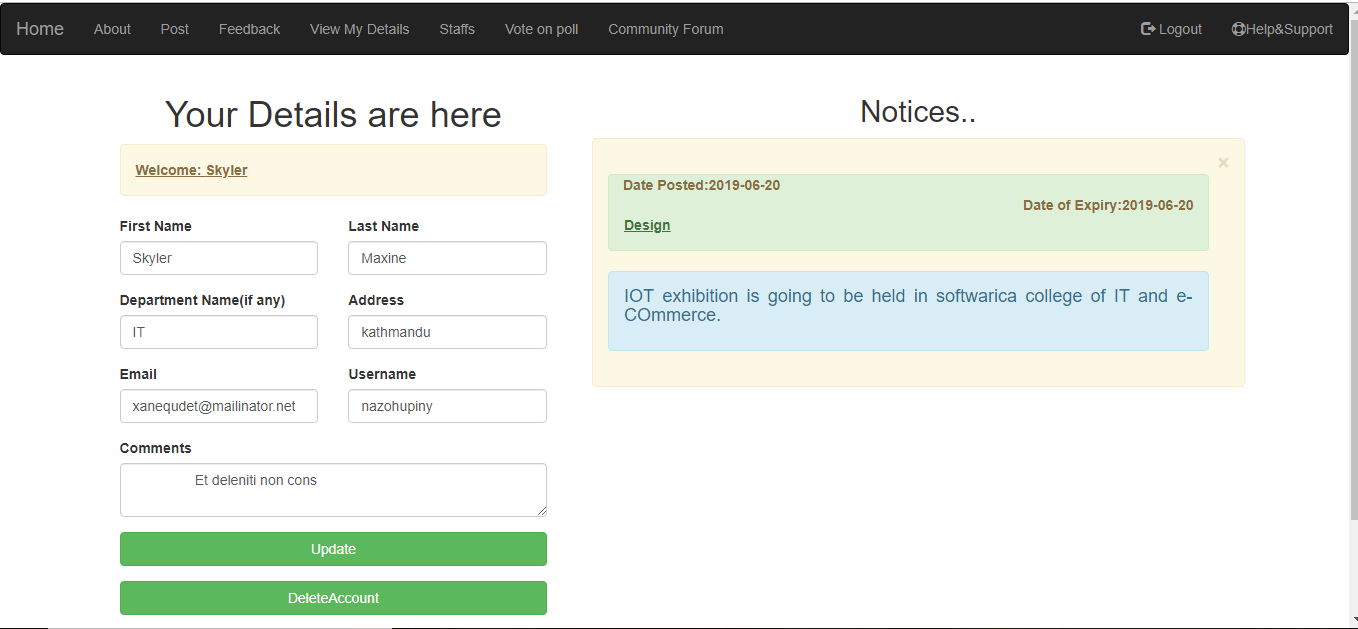 Home About Post Feedback View My Details Staffs Vote on poll Community Forum Logout Help&Support
Your Details are here
Welcome: Skyler
First Name Last Name
Skyler Maxine
Department Name(if any) Address
IT kathmandu
Email Username
xanequdet@mailinator.net nazohupiny
Comments
Et deleniti non cons
Update
DeleteAccount
Notices..
×
Date Posted:2019-06-20
Date of Expiry:2019-06-20
Design
IOT exhibition is going to be held in softwarica college of IT and e-
COmmerce.